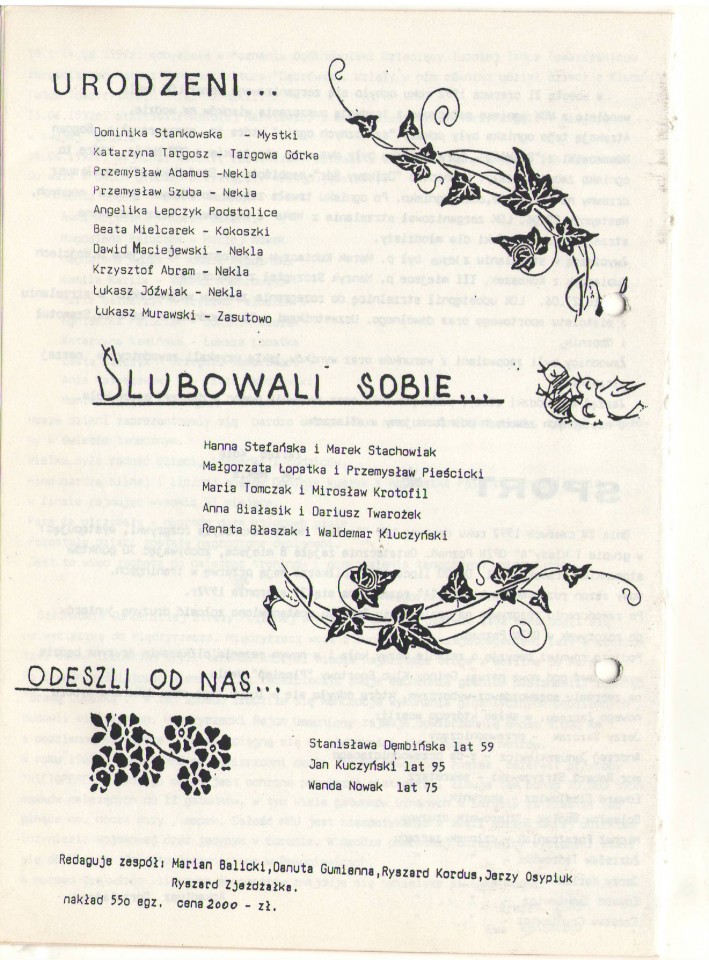 URODZENI...
Dominika Stankowska - Mystki
Katarzyna Targosz - Targowa Górka
Przemysław Adamus - Nekla
Przemysław Szuba - Nekla
Angelika Lepczyk Podstolice
Beata Mielcarek - Kokoszki
Dawid Maciejewski - Nekla
Krzysztof Abram - Nekla
Łukasz Jóźwiak - Nekla
Łukasz Murawski - Zasutowo
ŚLUBOWALI SOBIE...
Hanna Stefańska i Marek Stachowiak
Małgorzata Łopatka i Przemysław Pieścicki
Maria Tomczak i Mirosław Krotofil
Anna Białasik i Dariusz Twarożek
Renata Błaszak i Waldemar Kluczyński
ODESZLI OD NAS...
Stanisława Dembińska lat 59
Jan Kuczyński lat 95
Wanda Nowak lat 75
Redaguje zespół: Marian Balicki,Danuta Gumienna,Ryszard Kordus,Jerzy Osypiuk
Ryszard Zjeżdżałka.
nakład 550 egz. cena 2000 - zł.